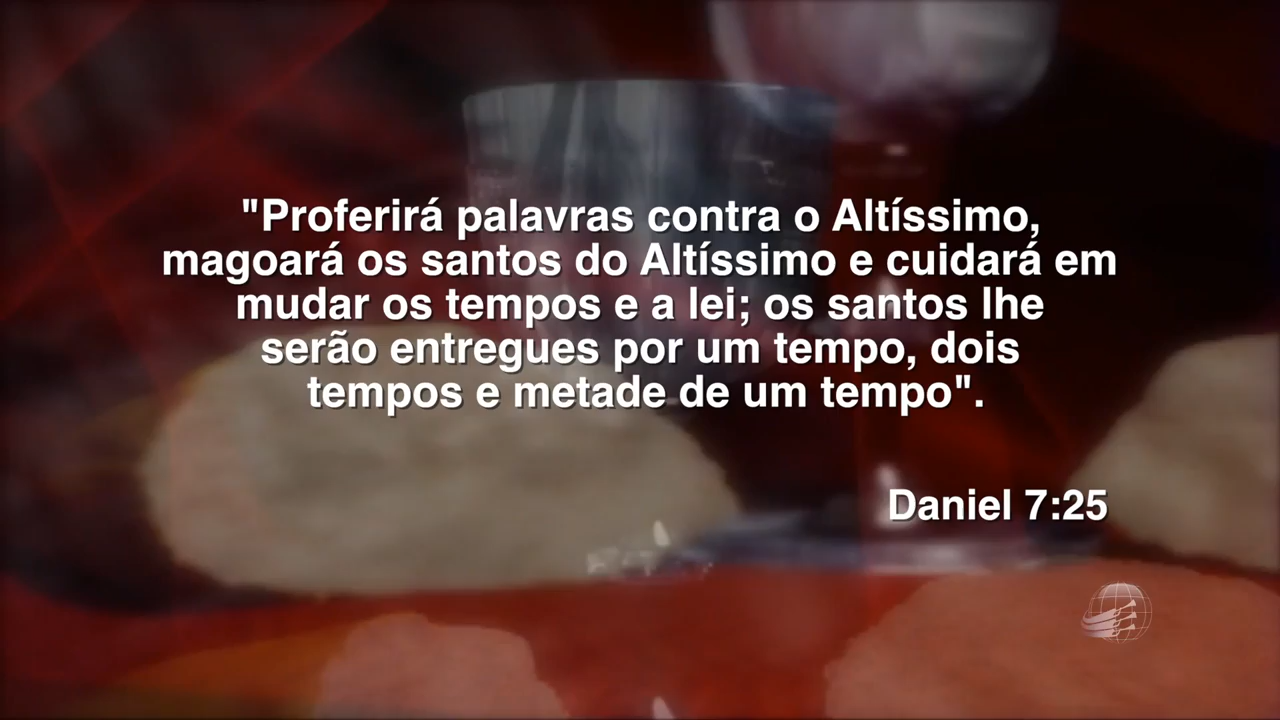 "Proferirá palavras contra o Altíssimo,
magoará os santos do Altíssimo e cuidará em
mudar os tempos e a lei; os santos lhe
serão entregues por um tempo, dois
tempos e metade de um tempo".
Daniel 7:25